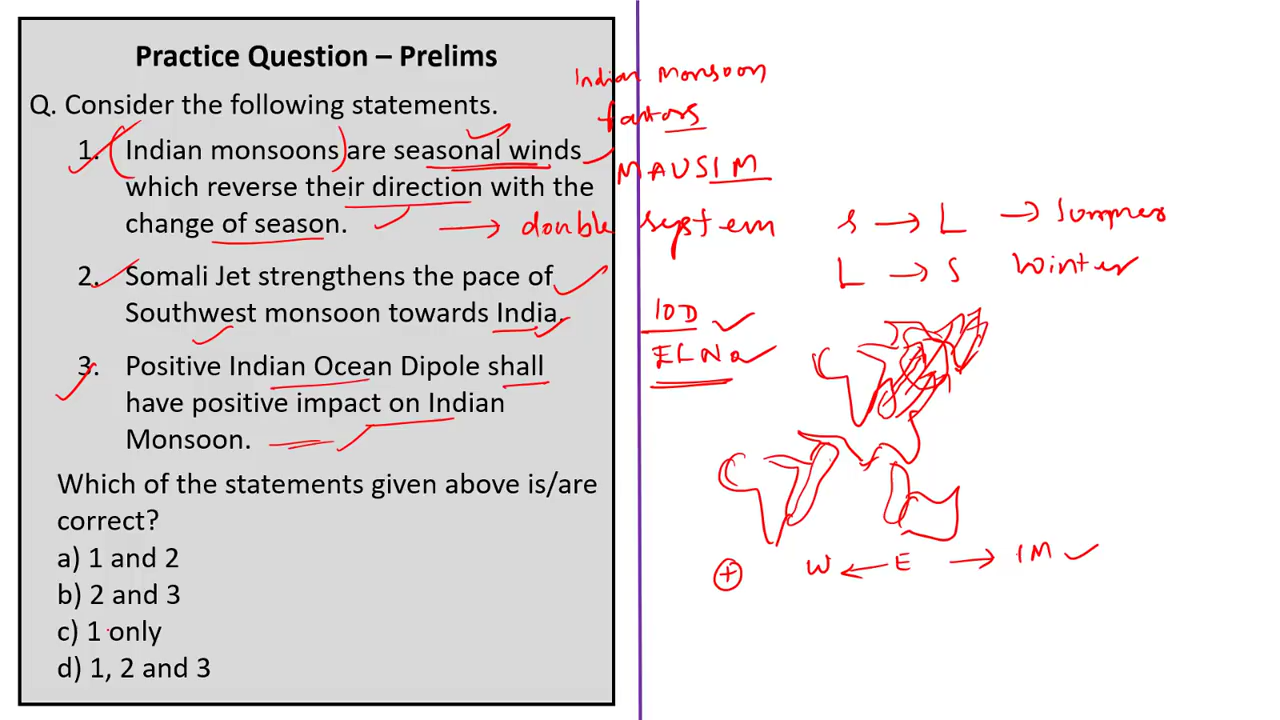 Practice Question – Prelims
Q. Consider the following statements.
1. Indian monsoons are seasonal winds
which reverse their direction with the
change of season.
2. Somali Jet strengthens the pace of
Southwest monsoon towards India.
3. Positive Indian Ocean Dipole shall
have positive impact on Indian
Monsoon.
Which of the statements given above is/are
correct?
a) 1 and 2
b) 2 and 3
c) 1 only
d) 1, 2 and 3
Indian Monsoon
factors
MAUSIM
→ double system
S → L → Summer
L → S Winter
IOD
EL No
+ W ← E → IM